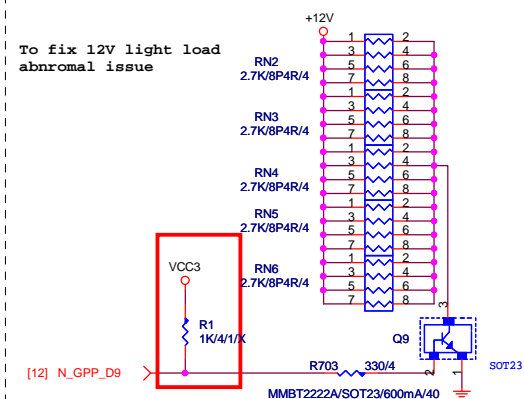 +12V
To fix 12V light load
abnromal issue
1 2
3 4
RN2
5 6
2.7K/8P4R/4
7 8
1 2
3 4
RN3
5 6
2.7K/8P4R/4
7 8
1 2
3 4
RN4
5 6
2.7K/8P4R/4
7 8
1 2
RN5
3 4
2.7K/8P4R/4
5 6
7 8
1 2
RN6
3 4
2.7K/8P4R/4
5 6
7 8
VCC3
R1
1K/4/1/X
3
Q9
SOT23
[12] N_GPP_D9
R703 330/4
2
1
MMBT2222A/SOT23/600mA/40